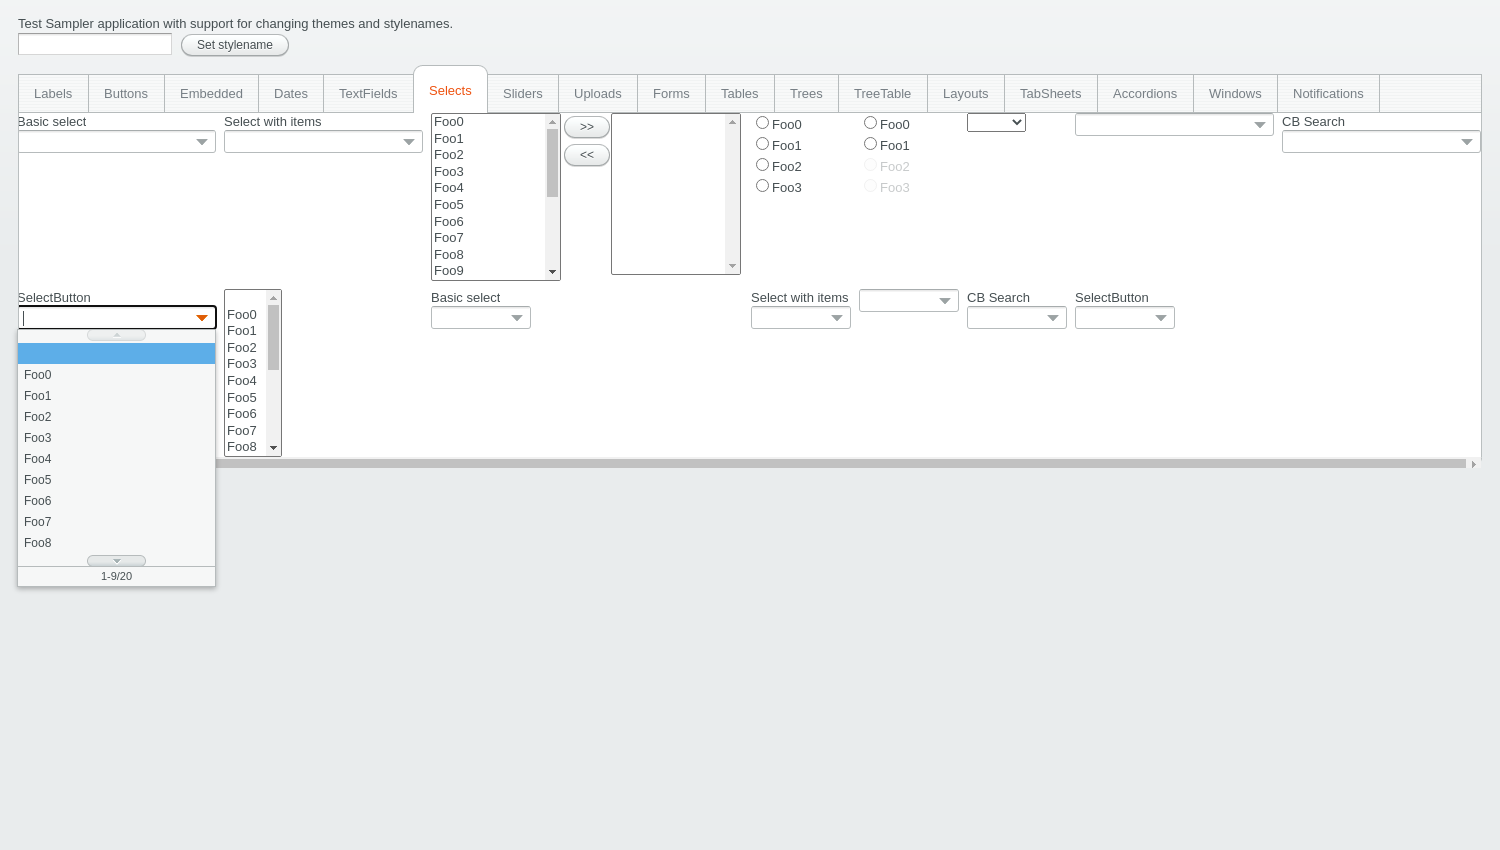 Test Sampler application with support for changing themes and stylenames.
Set stylename
Labels Buttons Embedded Dates TextFields Selects Sliders Uploads Forms Tables Trees TreeTable Layouts TabSheets Accordions Windows Notifications
Basic select
Select with items
Foo0
Foo1
Foo2
Foo3
Foo4
Foo5
Foo6
Foo7
Foo8
Foo9
>>
<<
Foo0
Foo1
Foo2
Foo3
Foo0
Foo1
Foo2
Foo3
CB Search
SelectButton
Foo0
Foo1
Foo2
Foo3
Foo4
Foo5
Foo6
Foo7
Foo8
1-9/20
Foo0
Foo1
Foo2
Foo3
Foo4
Foo5
Foo6
Foo7
Foo8
Basic select
Select with items
CB Search
SelectButton